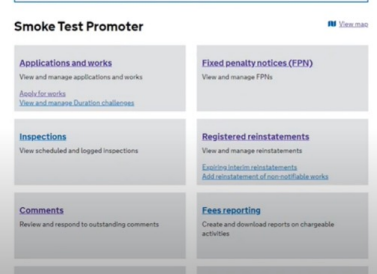 Smoke Test Promoter
View map
Applications and works
View and manage applications and works
Apply for works
View and manage Duration challenges
Fixed penalty notices (FPN)
View and manage FPNs
Inspections
View scheduled and logged inspections
Registered reinstatements
View and manage reinstatements
Expiring interim reinstatements
Add reinstatement of non-notifiable works
Comments
Review and respond to outstanding comments
Fees reporting
Create and download reports on chargeable
activities